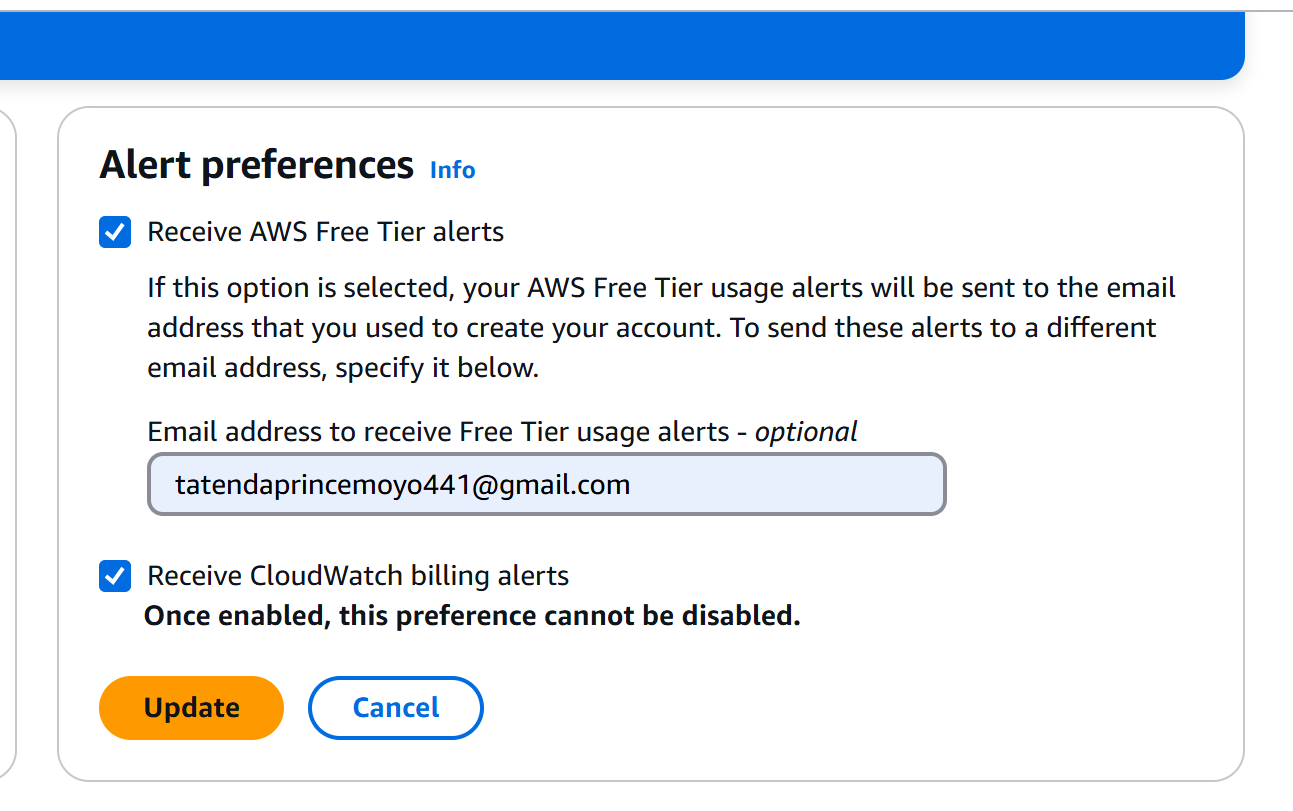 Alert preferences Info
Receive AWS Free Tier alerts
If this option is selected, your AWS Free Tier usage alerts will be sent to the email
address that you used to create your account. To send these alerts to a different
email address, specify it below.
Email address to receive Free Tier usage alerts - optional
tatendaprincemoyo441@gmail.com
Receive CloudWatch billing alerts
Once enabled, this preference cannot be disabled.
Update Cancel